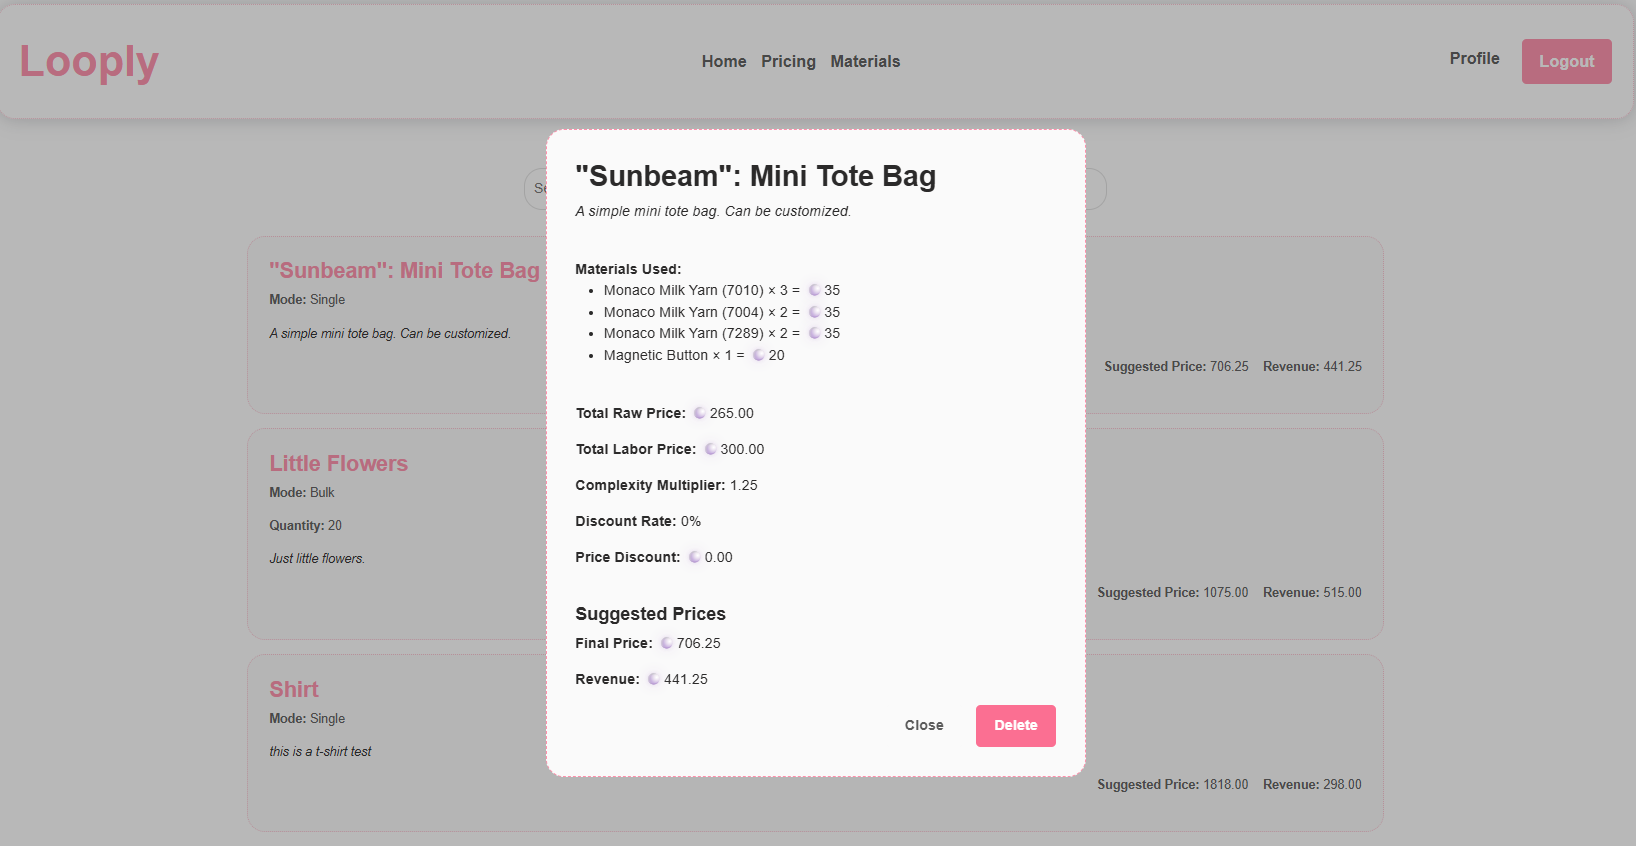 Looply
Home Pricing Materials
Profile
Logout
"Sunbeam": Mini Tote Bag
Mode: Single
A simple mini tote bag. Can be customized.
Suggested Price: 706.25 Revenue: 441.25
Little Flowers
Mode: Bulk
Quantity: 20
Just little flowers.
Suggested Price: 1075.00 Revenue: 515.00
Shirt
Mode: Single
this is a t-shirt test
Suggested Price: 1818.00 Revenue: 298.00
"Sunbeam": Mini Tote Bag
A simple mini tote bag. Can be customized.
Materials Used:
• Monaco Milk Yarn (7010) × 3 = 35
• Monaco Milk Yarn (7004) × 2 = 35
• Monaco Milk Yarn (7289) × 2 = 35
• Magnetic Button × 1 = 20
Total Raw Price: 265.00
Total Labor Price: 300.00
Complexity Multiplier: 1.25
Discount Rate: 0%
Price Discount: 0.00
Suggested Prices
Final Price: 706.25
Revenue: 441.25
Close
Delete